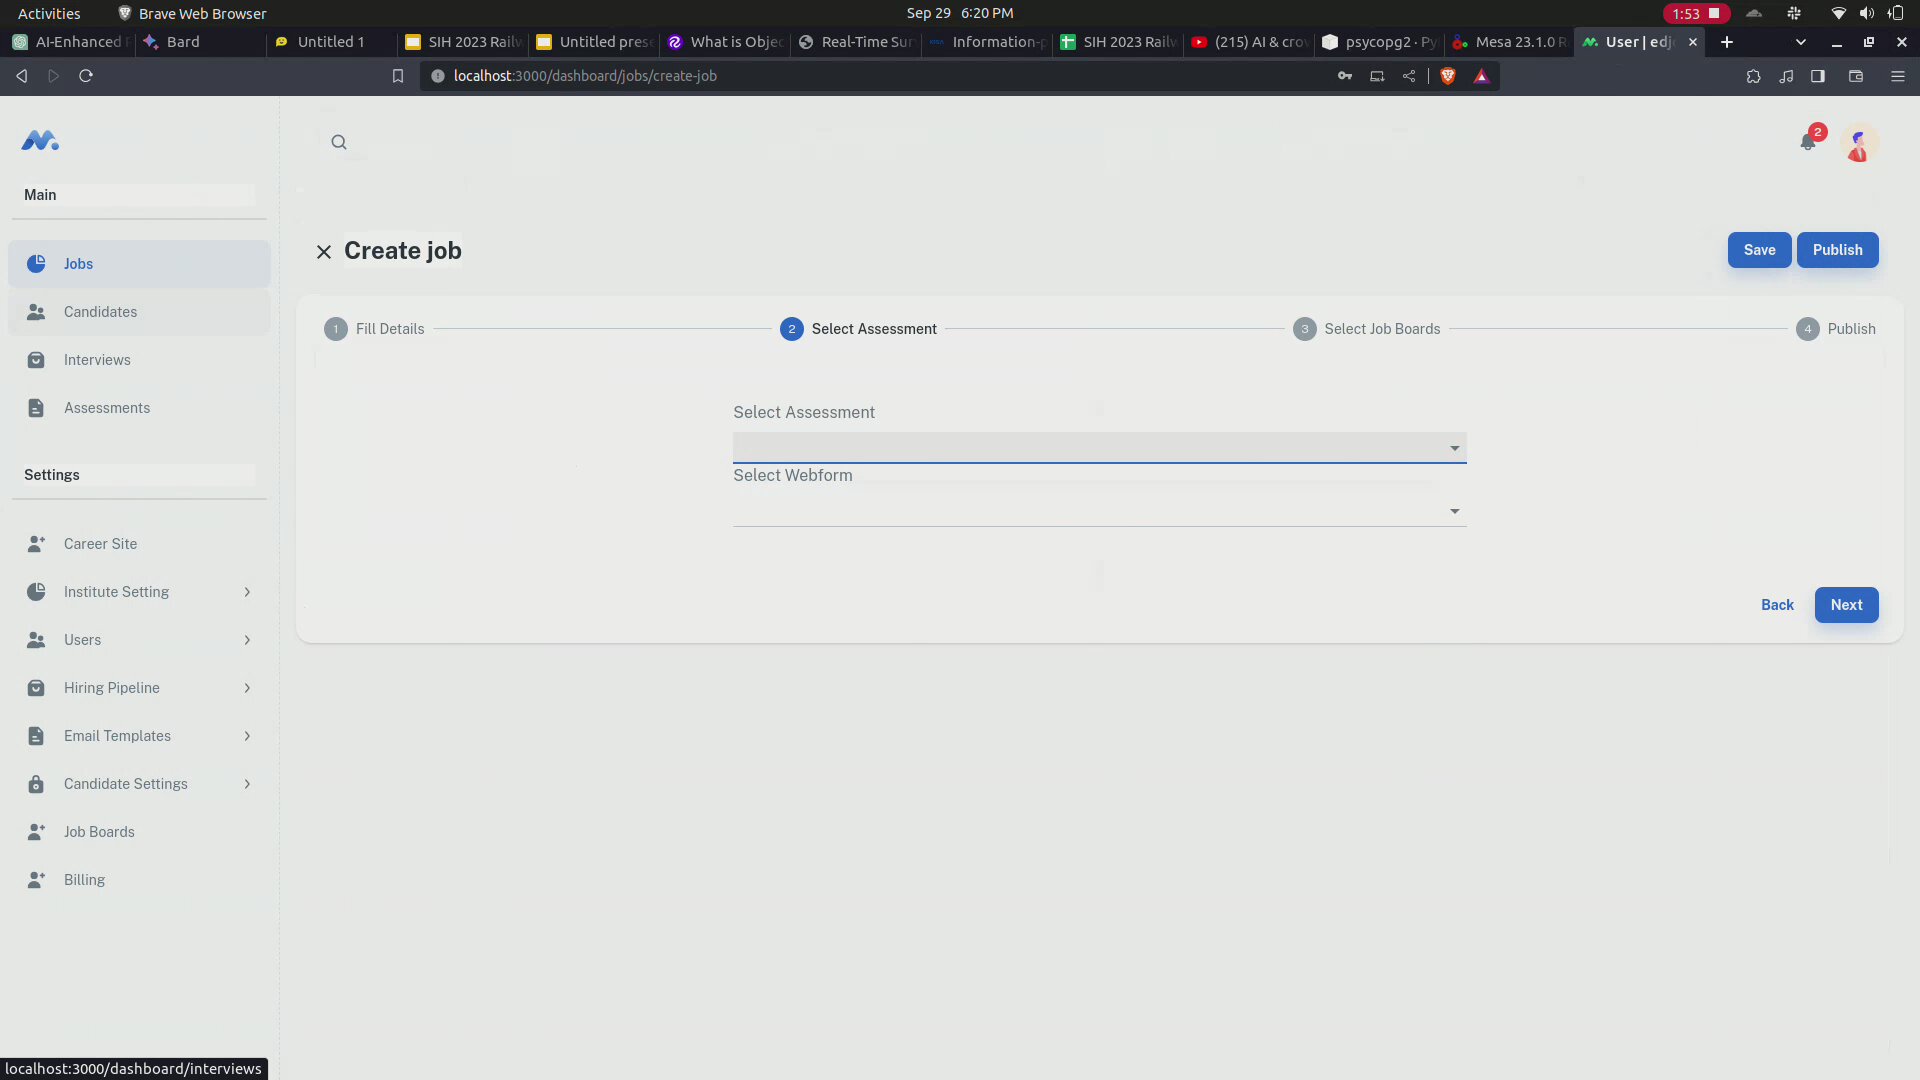 Activities
Brave Web Browser
Sep 29 6:20 PM
1:53
AI-Enhanced
Bard
Untitled 1
SIH 2023 Railw
Untitled prese
What is Objec
Real-Time Sur
Information-p
SIH 2023 Railw
(215) AI & crow
psycopg2 · Py
Mesa 23.1.0 R
User | edj
localhost:3000/dashboard/jobs/create-job
2
Main
Jobs
Candidates
Interviews
Assessments
Settings
Career Site
Institute Setting
Users
Hiring Pipeline
Email Templates
Candidate Settings
Job Boards
Billing
Create job
Save
Publish
1 Fill Details
2 Select Assessment
3 Select Job Boards
4 Publish
Select Assessment
Select Webform
Back
Next
localhost:3000/dashboard/interviews